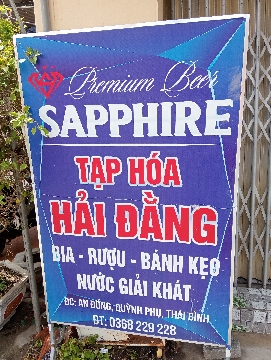 Premium Beer
SAPPHIRE
TẠP HÓA
HẢI ĐẰNG
BIA - RƯỢU - BÁNH KẸO
NƯỚC GIẢI KHÁT
ĐC: AN ĐỒNG, QUỲNH PHỤ, THÁI BÌNH
ĐT: 0368 229 228